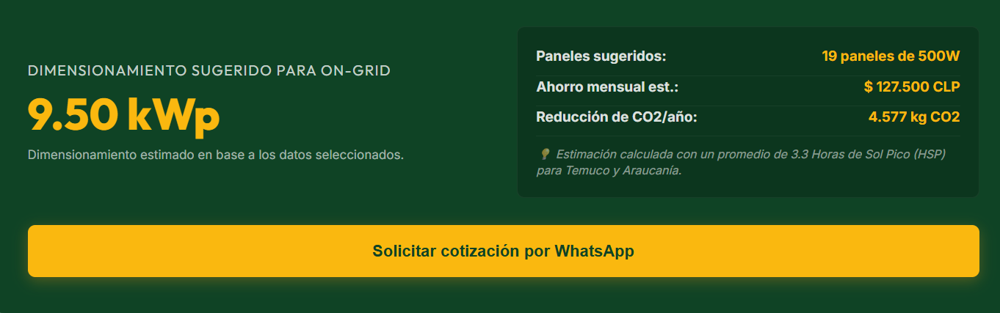 DIMENSIONAMIENTO SUGERIDO PARA ON-GRID
9.50 kWp
Dimensionamiento estimado en base a los datos seleccionados.
Paneles sugeridos: 19 paneles de 500W
Ahorro mensual est.: $ 127.500 CLP
Reducción de CO2/año: 4.577 kg CO2
Estimación calculada con un promedio de 3.3 Horas de Sol Pico (HSP)
para Temuco y Araucanía.
Solicitar cotización por WhatsApp